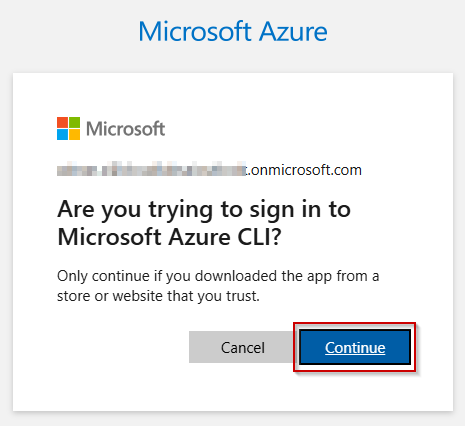 Microsoft Azure
Microsoft
.onmicrosoft.com
Are you trying to sign in to
Microsoft Azure CLI?
Only continue if you downloaded the app from a
store or website that you trust.
Cancel
Continue